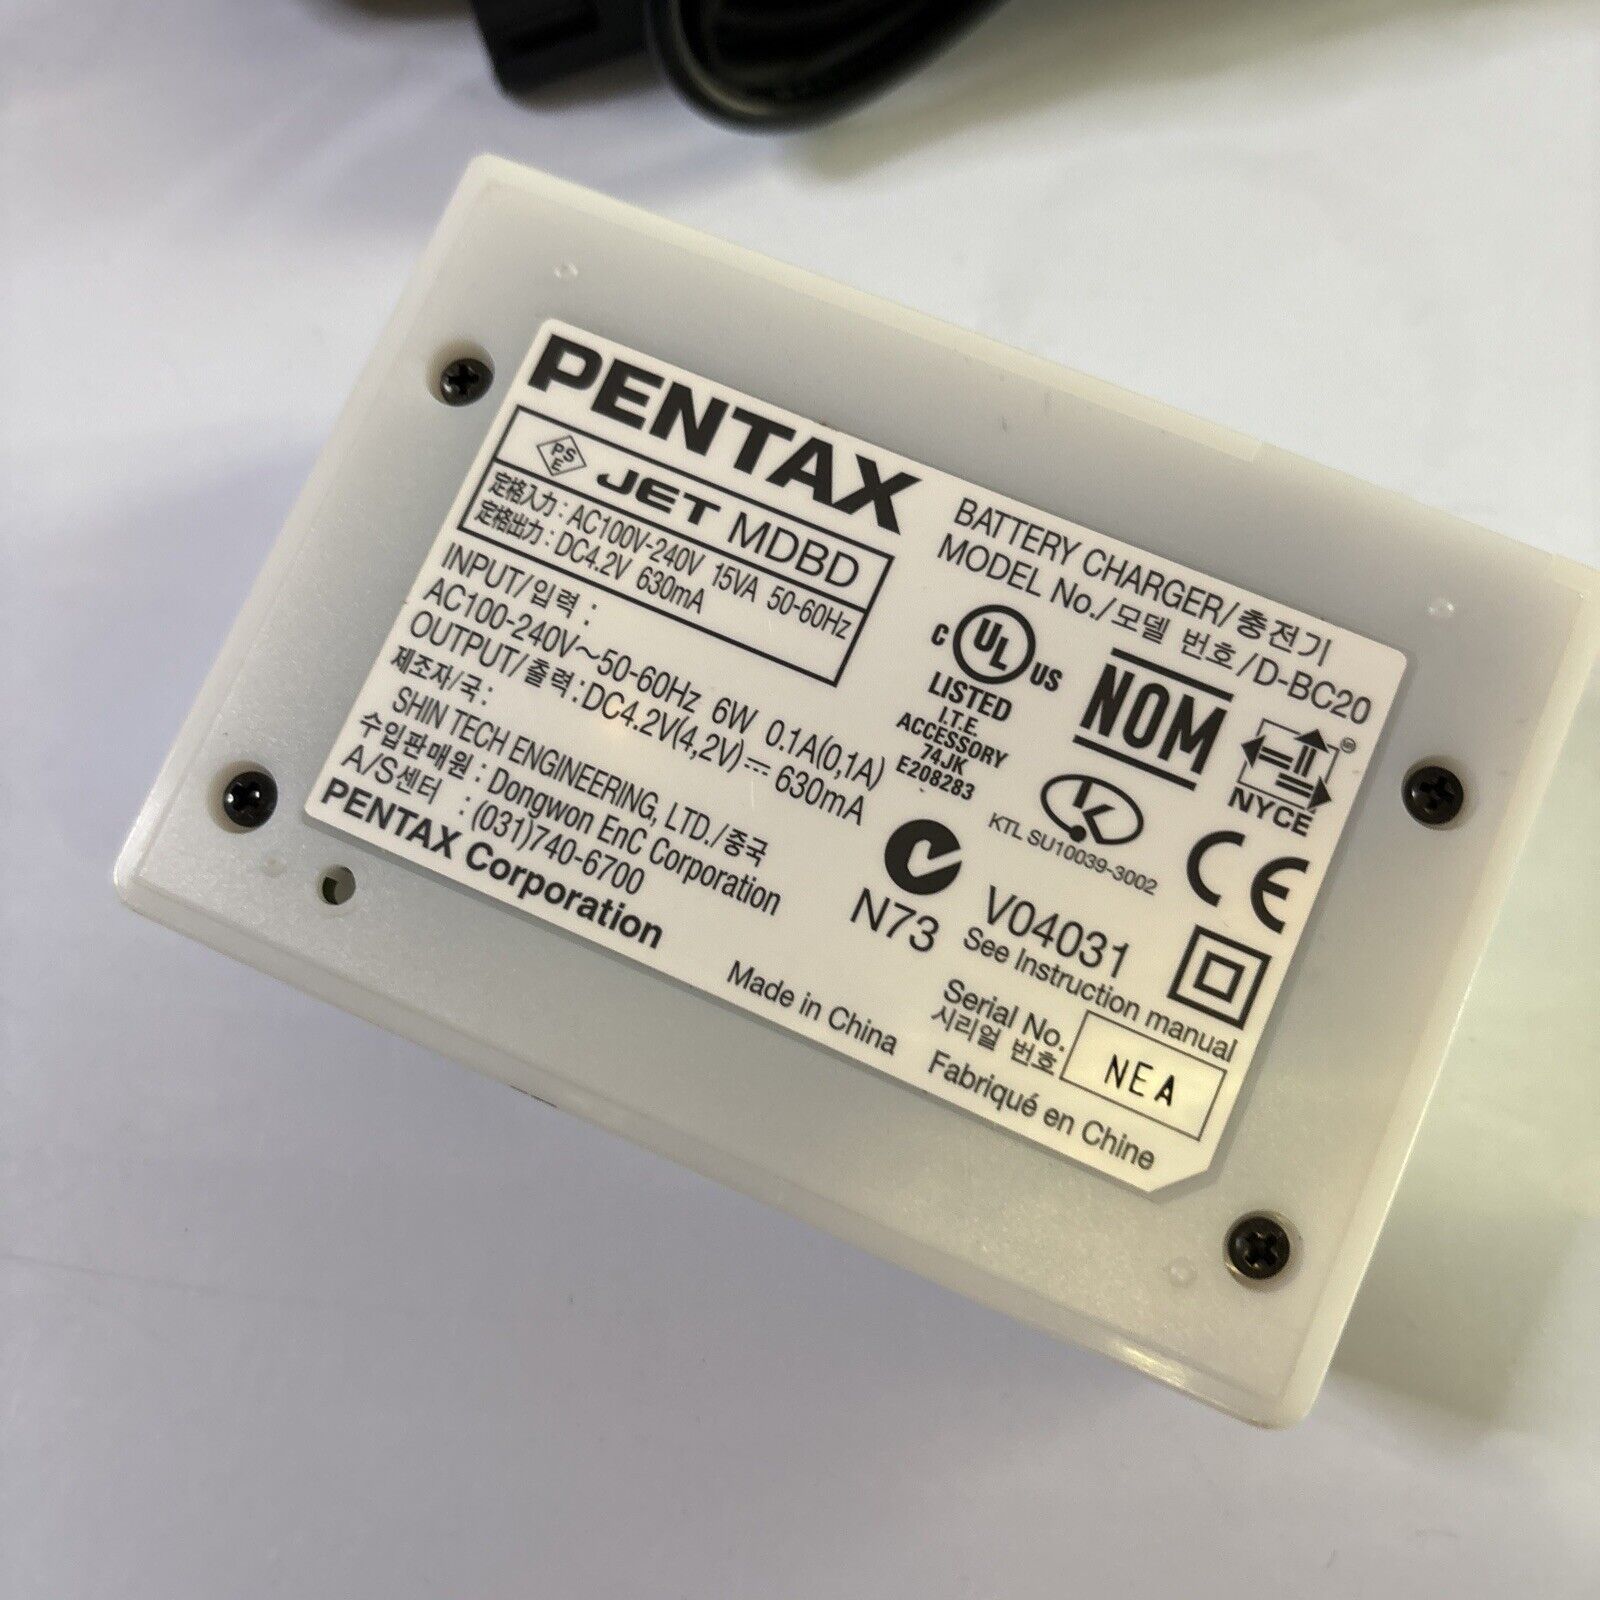 PENTAX
PSE JET MDBD
定格入力:AC100V-240V 15VA 50-60Hz
定格出力:DC4.2V 630mA
INPUT/입력 :
AC100-240V~50-60Hz 6W 0.1A(0,1A)
OUTPUT/출력:DC4.2V(4,2V)⎓630mA
제조자/국 :
SHIN TECH ENGINEERING, LTD./중국
수입판매원 : Dongwon EnC Corporation
A/S센터 : (031)740-6700
PENTAX Corporation
BATTERY CHARGER/충전기
MODEL No./모델 번호/D-BC20
C UL US
LISTED
I.T.E.
ACCESSORY
74JK
E208283
NOM
NYCE
KTL SU10039-3002
CE
N73
V04031
See Instruction manual
Serial No.
시리얼 번호
NEA
Made in China
Fabriqué en Chine